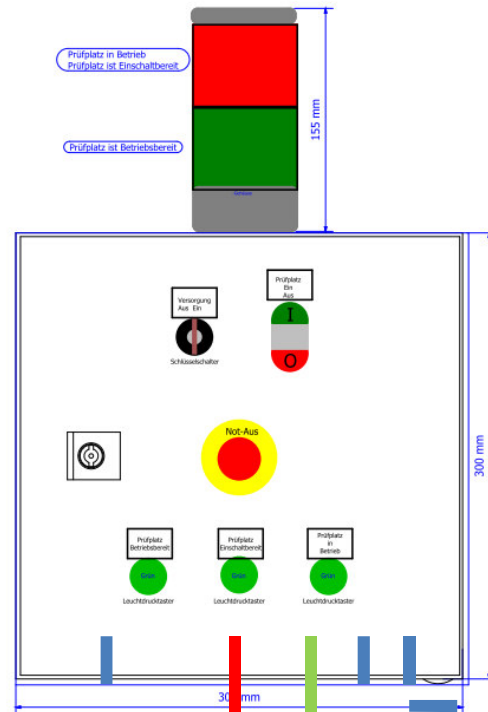 Prüfplatz in Betrieb
Prüfplatz ist Einschaltbereit
155 mm
Prüfplatz ist Betriebsbereit
Prüfplatz
Ein
Aus
Versorgung
Aus Ein
I
O
Schlüsselschalter
Not-Aus
300 mm
Prüfplatz
Betriebsbereit
Prüfplatz
Einschaltbereit
Prüfplatz
in
Betrieb
Grün
Grün
Grün
Leuchtdrucktaster
Leuchtdrucktaster
Leuchtdrucktaster
mm